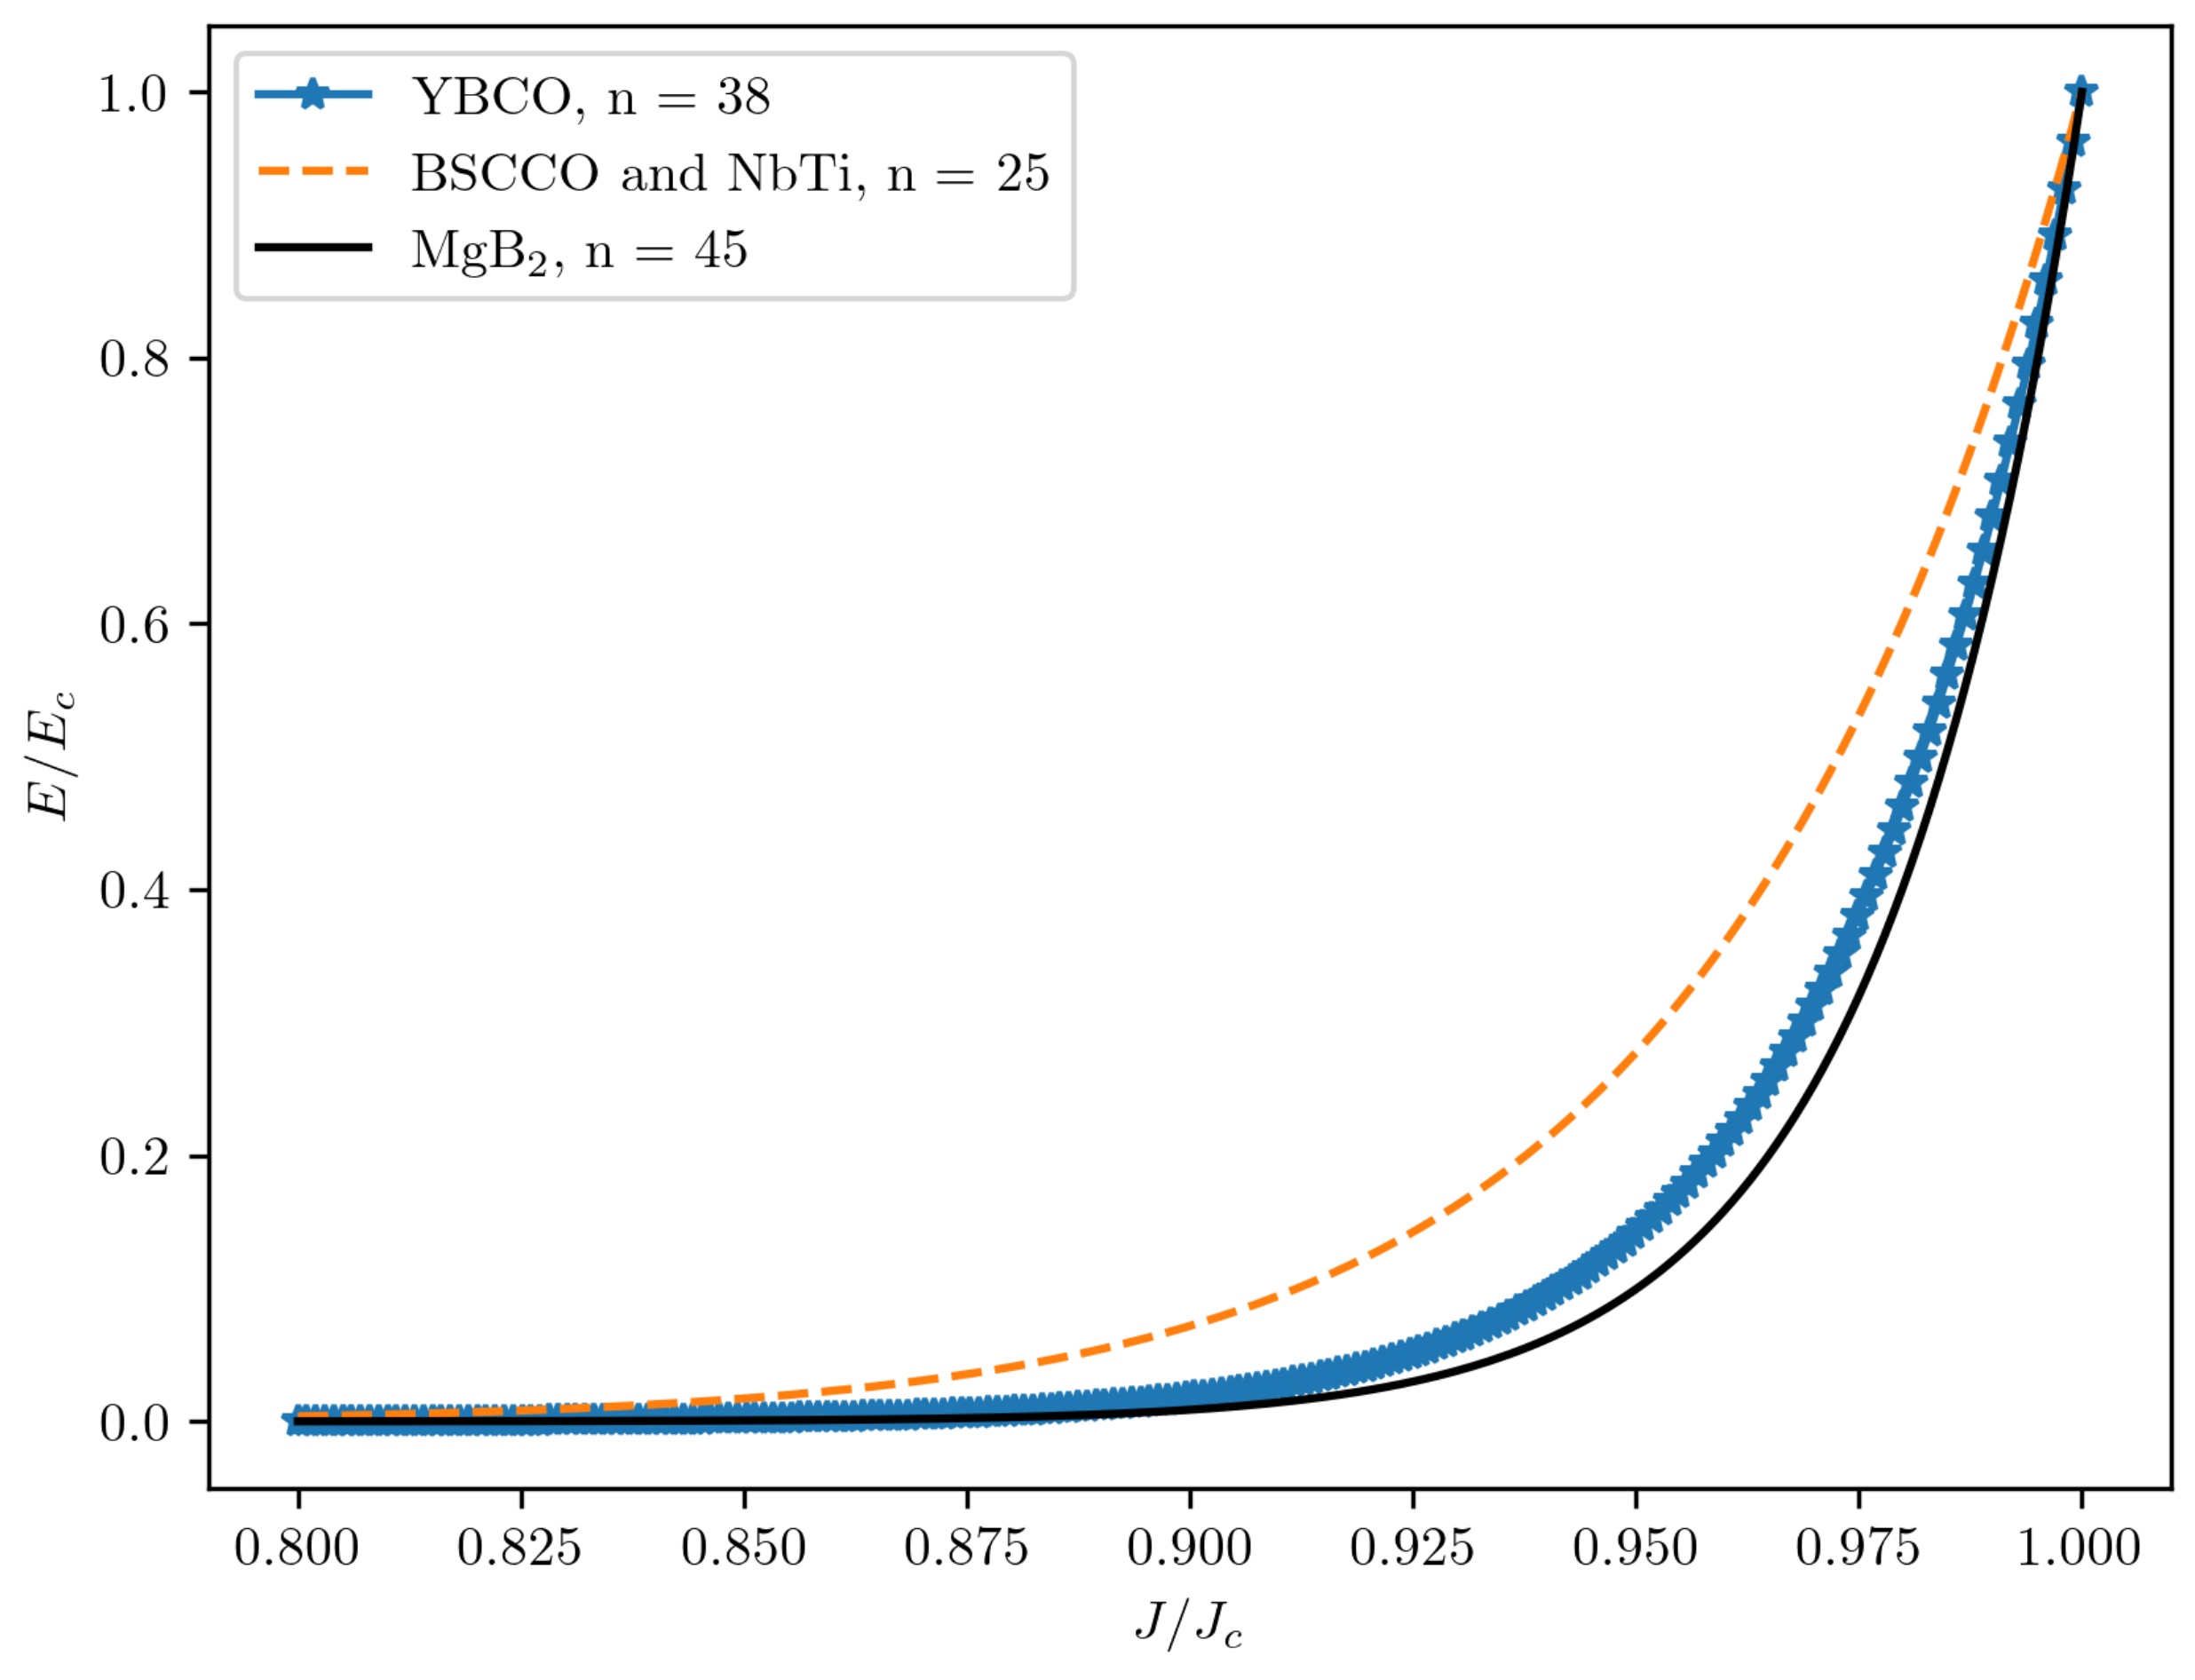 YBCO, n = 38
BSCCO and NbTi, n = 25
MgB₂, n = 45
1.0
0.8
0.6
0.4
0.2
0.0
E/E_c
0.800 0.825 0.850 0.875 0.900 0.925 0.950 0.975 1.000
J/J_c